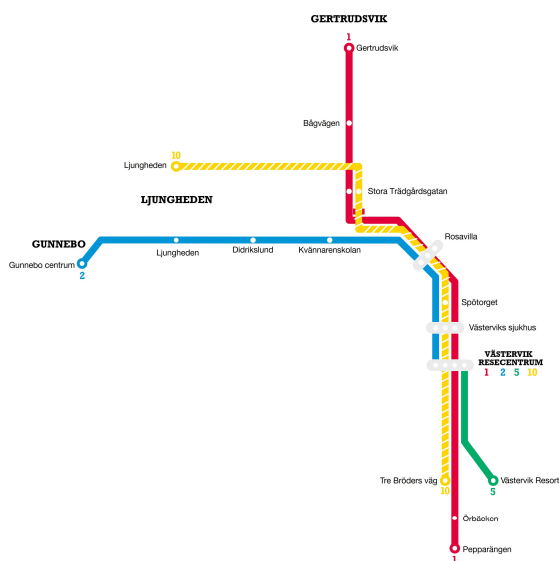 GERTRUDSVIK
1
Gertrudsvik
Bågvägen
10
Ljungheden
Stora Trädgårdsgatan
LJUNGHEDEN
Rosavilla
GUNNEBO
Ljungheden
Didrikslund
Kvännarenskolan
Gunnebo centrum
2
Spötorget
Västerviks sjukhus
VÄSTERVIK
RESECENTRUM
1 2 5 10
Tre Bröders väg
10
Västervik Resort
5
Örbäcken
Pepparängen
1